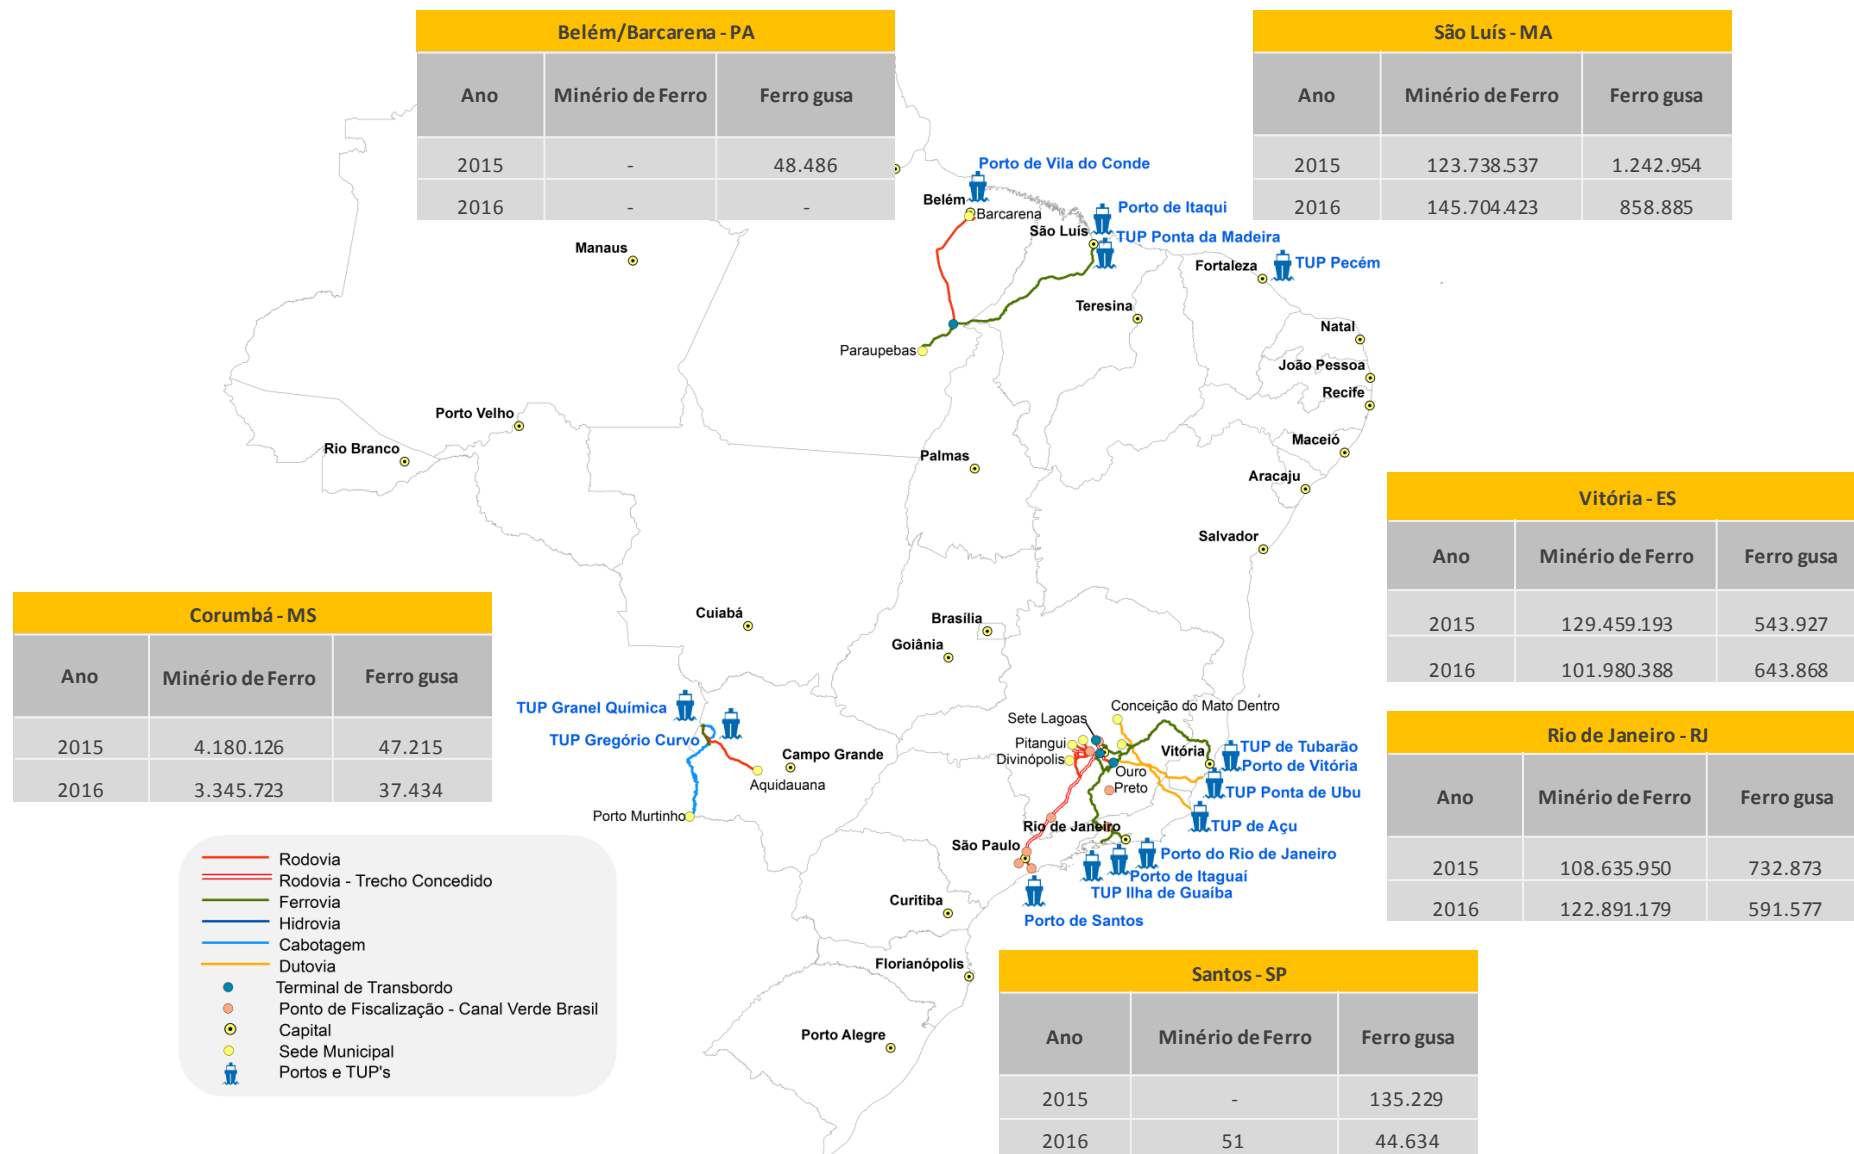 Belém/Barcarena - PA
Ano Minério de Ferro Ferro gusa
2015 - 48.486
2016 - -
São Luís - MA
Ano Minério de Ferro Ferro gusa
2015 123.738.537 1.242.954
2016 145.704.423 858.885
Porto de Vila do Conde
Belém
Barcarena
Porto de Itaqui
São Luís
TUP Ponta da Madeira
Manaus
Fortaleza
TUP Pecém
Teresina
Natal
Paraupebas
João Pessoa
Recife
Porto Velho
Rio Branco
Maceió
Palmas
Aracaju
Salvador
Vitória - ES
Ano Minério de Ferro Ferro gusa
2015 129.459.193 543.927
2016 101.980.388 643.868
Corumbá - MS
Ano Minério de Ferro Ferro gusa
2015 4.180.126 47.215
2016 3.345.723 37.434
Cuiabá
Brasília
Goiânia
TUP Granel Química
TUP Gregório Curvo
Campo Grande
Aquidauana
Porto Murtinho
Conceição do Mato Dentro
Sete Lagoas
Pitangui
Divinópolis
Vitória
Ouro
Preto
TUP de Tubarão
Porto de Vitória
TUP Ponta de Ubu
TUP de Açu
Rio de Janeiro
São Paulo
Porto do Rio de Janeiro
Porto de Itaguaí
TUP Ilha de Guaíba
Porto de Santos
Rio de Janeiro - RJ
Ano Minério de Ferro Ferro gusa
2015 108.635.950 732.873
2016 122.891.179 591.577
Curitiba
Florianópolis
Porto Alegre
Rodovia
Rodovia - Trecho Concedido
Ferrovia
Hidrovia
Cabotagem
Dutovia
Terminal de Transbordo
Ponto de Fiscalização - Canal Verde Brasil
Capital
Sede Municipal
Portos e TUP's
Santos - SP
Ano Minério de Ferro Ferro gusa
2015 - 135.229
2016 51 44.634